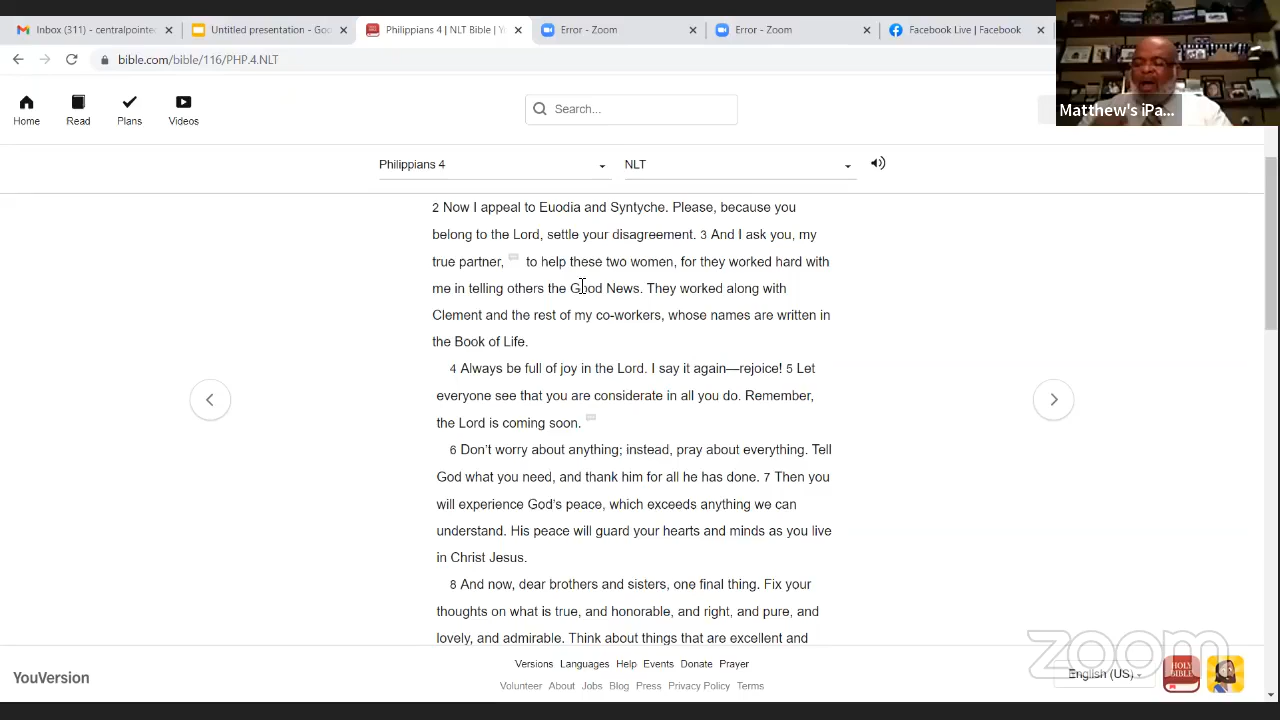 Inbox (311) - centralpointec
Untitled presentation - Goo
Philippians 4 | NLT Bible | Yo
Error - Zoom
Error - Zoom
Facebook Live | Facebook
bible.com/bible/116/PHP.4.NLT
Matthew's iPa...
Home
Read
Plans
Videos
Search...
Philippians 4
NLT
2 Now I appeal to Euodia and Syntyche. Please, because you
belong to the Lord, settle your disagreement. 3 And I ask you, my
true partner, to help these two women, for they worked hard with
me in telling others the Good News. They worked along with
Clement and the rest of my co-workers, whose names are written in
the Book of Life.
4 Always be full of joy in the Lord. I say it again—rejoice! 5 Let
everyone see that you are considerate in all you do. Remember,
the Lord is coming soon.
6 Don’t worry about anything; instead, pray about everything. Tell
God what you need, and thank him for all he has done. 7 Then you
will experience God’s peace, which exceeds anything we can
understand. His peace will guard your hearts and minds as you live
in Christ Jesus.
8 And now, dear brothers and sisters, one final thing. Fix your
thoughts on what is true, and honorable, and right, and pure, and
lovely, and admirable. Think about things that are excellent and
zoom
Versions Languages Help Events Donate Prayer
YouVersion
English (US)
HOLY
BIBLE
Volunteer About Jobs Blog Press Privacy Policy Terms